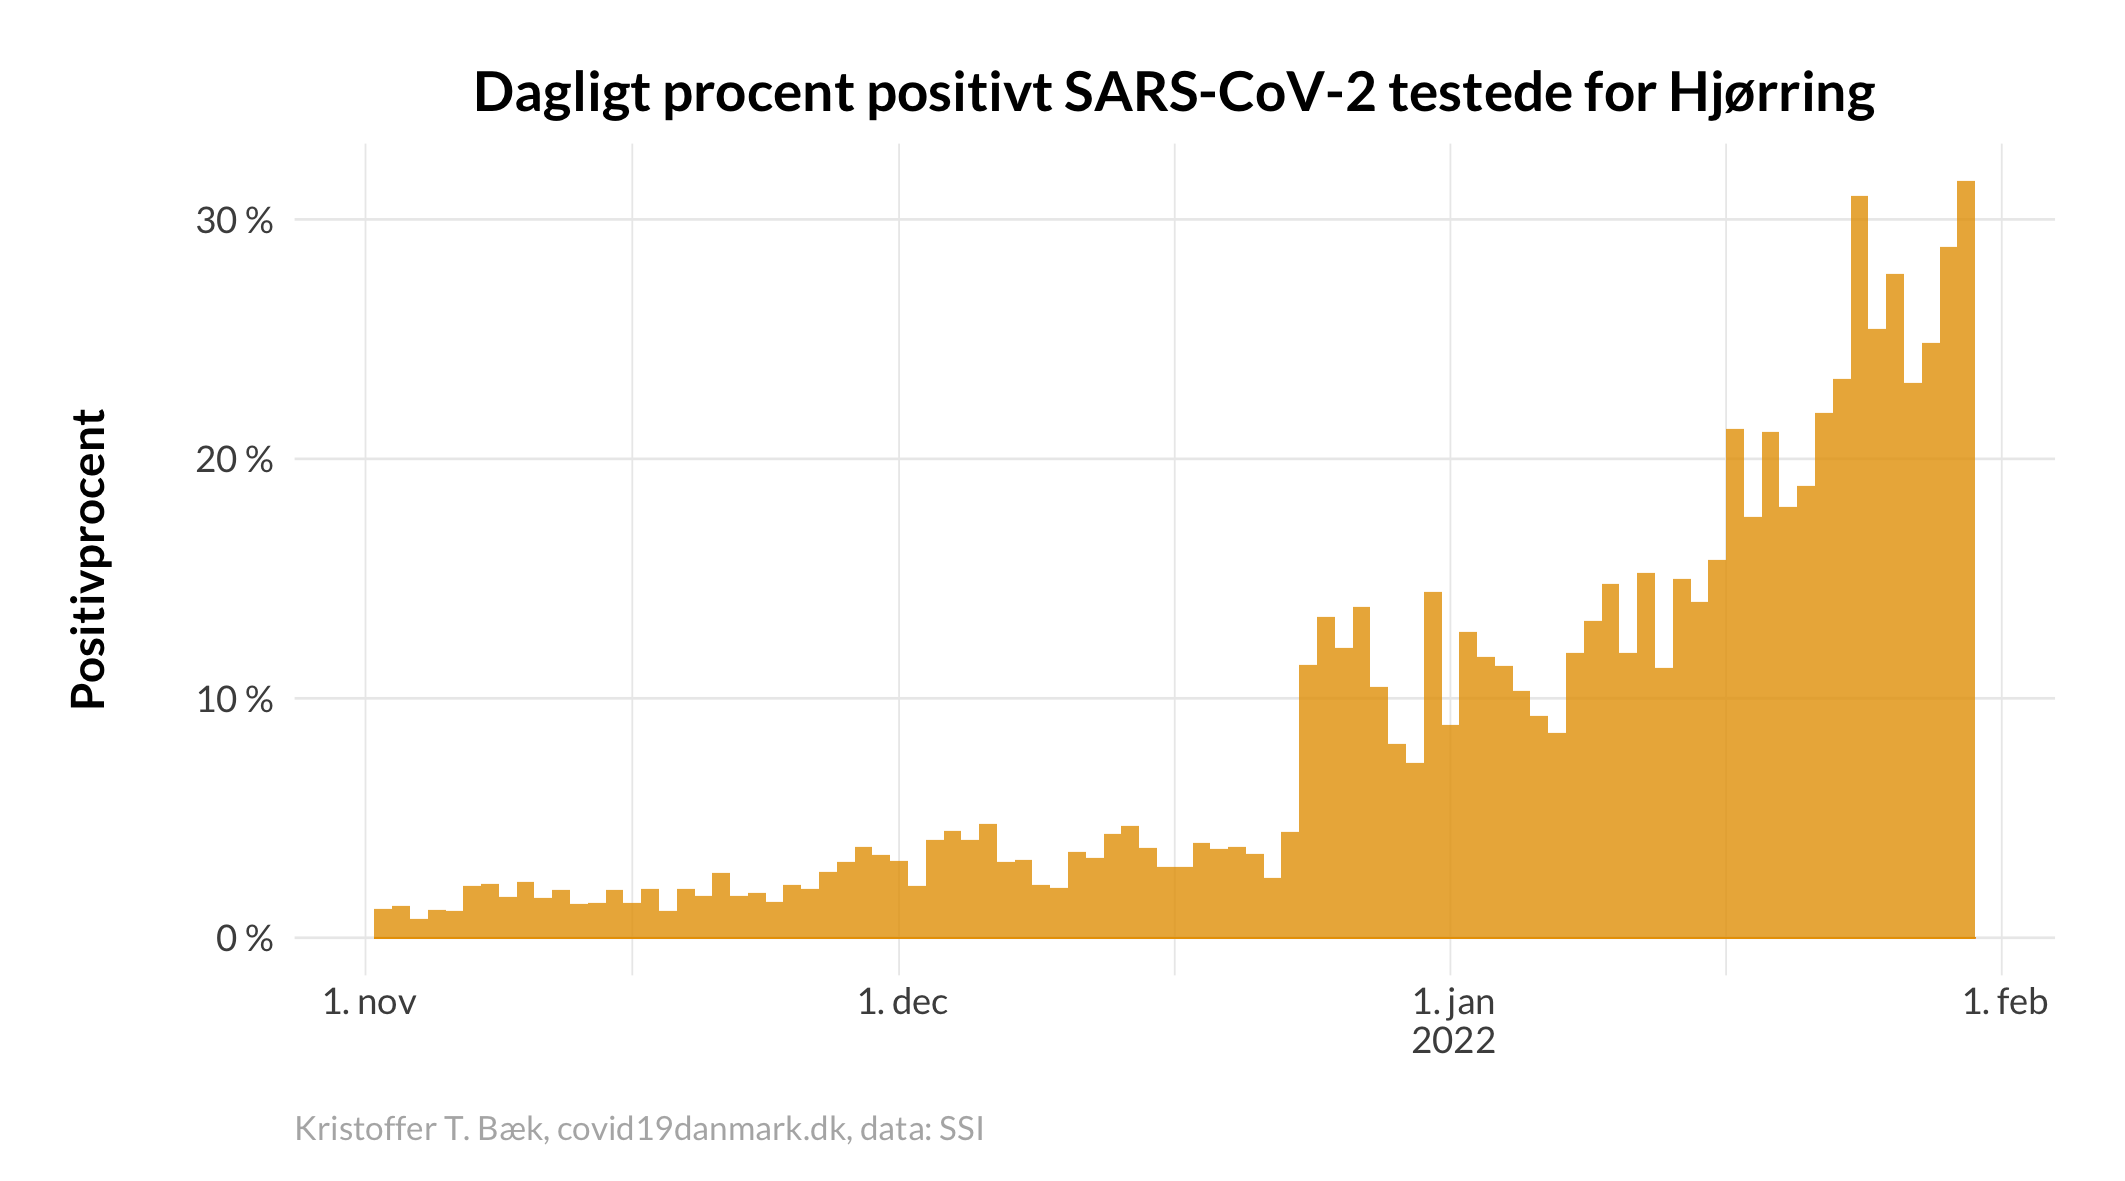 Dagligt procent positivt SARS-CoV-2 testede for Hjørring
Positivprocent
30 %
20 %
10 %
0 %
1. nov
1. dec
1. jan
2022
1. feb
Kristoffer T. Bæk, covid19danmark.dk, data: SSI